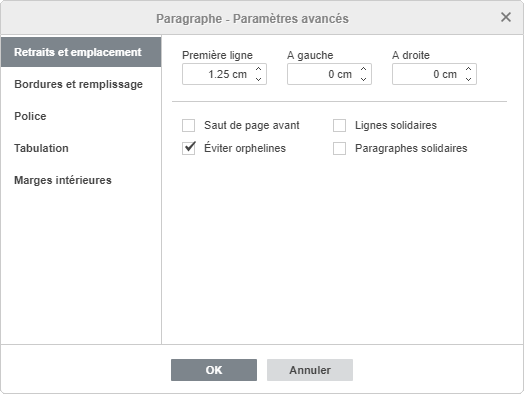 Paragraphe - Paramètres avancés
Retraits et emplacement
Bordures et remplissage
Police
Tabulation
Marges intérieures
Première ligne A gauche A droite
1.25 cm 0 cm 0 cm
Saut de page avant Lignes solidaires
Éviter orphelines Paragraphes solidaires
OK Annuler